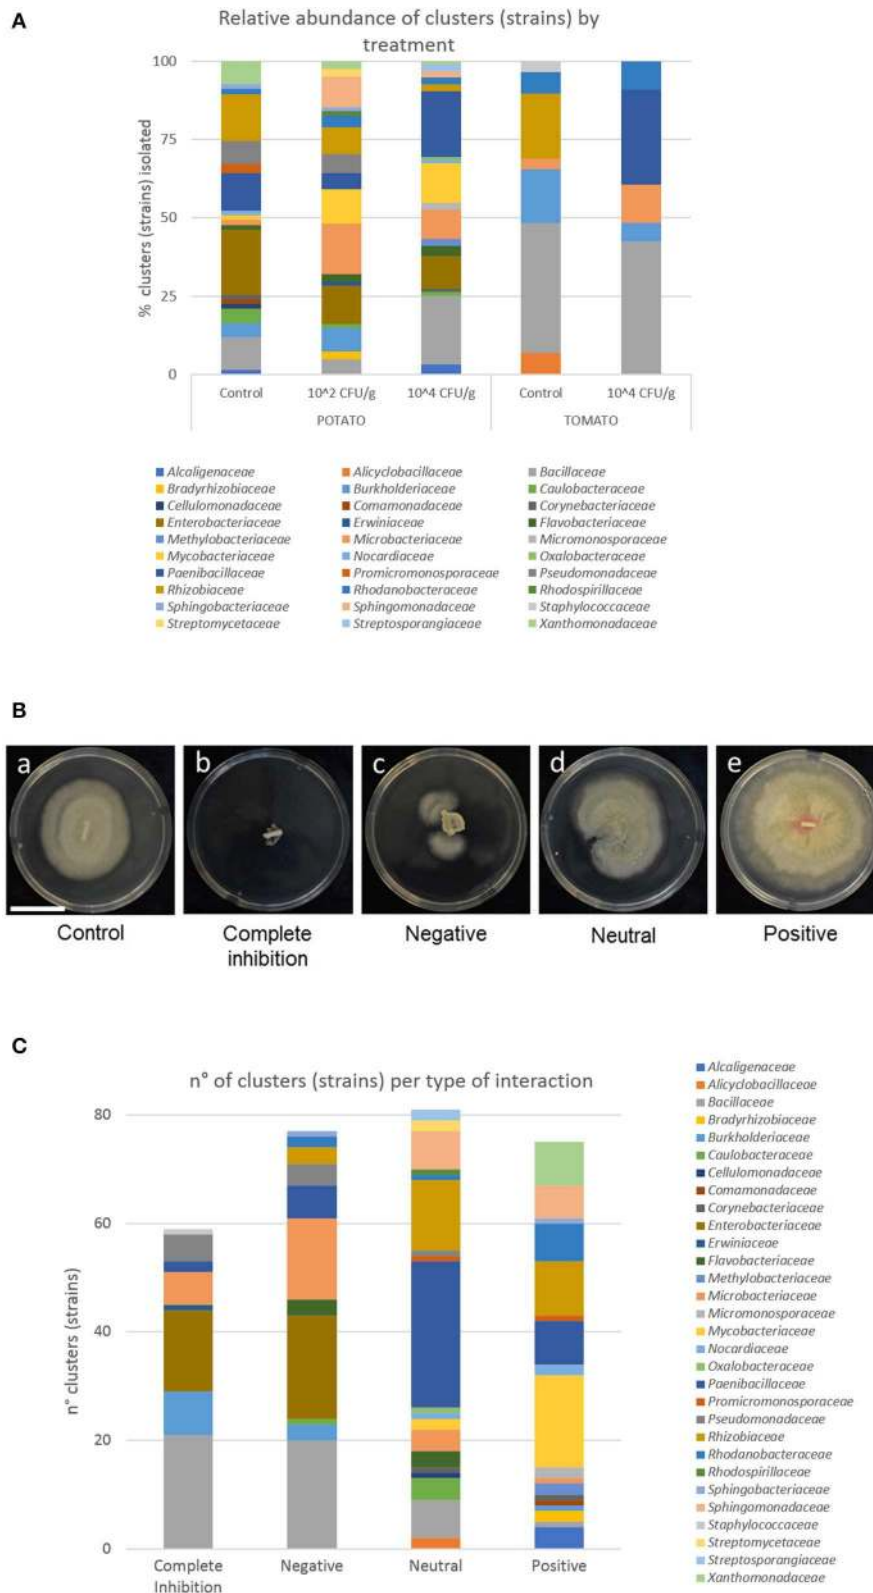 A
Relative abundance of clusters (strains) by
treatment
% clusters (strains) isolated
100
75
50
25
0
Control 10^2 CFU/g 10^4 CFU/g Control 10^4 CFU/g
POTATO TOMATO
Alcaligenaceae Alicyclobacillaceae Bacillaceae
Bradyrhizobiaceae Burkholderiaceae Caulobacteraceae
Cellulomonadaceae Comamonadaceae Corynebacteriaceae
Enterobacteriaceae Erwiniaceae Flavobacteriaceae
Methylobacteriaceae Microbacteriaceae Micromonosporaceae
Mycobacteriaceae Nocardiaceae Oxalobacteraceae
Paenibacillaceae Promicromonosporaceae Pseudomonadaceae
Rhizobiaceae Rhodanobacteraceae Rhodospirillaceae
Sphingobacteriaceae Sphingomonadaceae Staphylococcaceae
Streptomycetaceae Streptosporangiaceae Xanthomonadaceae
B
a b c d e
Control Complete Negative Neutral Positive
inhibition
C
n° of clusters (strains) per type of interaction
n° clusters (strains)
80
60
40
20
0
Complete Negative Neutral Positive
Inhibition
Alcaligenaceae
Alicyclobacillaceae
Bacillaceae
Bradyrhizobiaceae
Burkholderiaceae
Caulobacteraceae
Cellulomonadaceae
Comamonadaceae
Corynebacteriaceae
Enterobacteriaceae
Erwiniaceae
Flavobacteriaceae
Methylobacteriaceae
Microbacteriaceae
Micromonosporaceae
Mycobacteriaceae
Nocardiaceae
Oxalobacteraceae
Paenibacillaceae
Promicromonosporaceae
Pseudomonadaceae
Rhizobiaceae
Rhodanobacteraceae
Rhodospirillaceae
Sphingobacteriaceae
Sphingomonadaceae
Staphylococcaceae
Streptomycetaceae
Streptosporangiaceae
Xanthomonadaceae